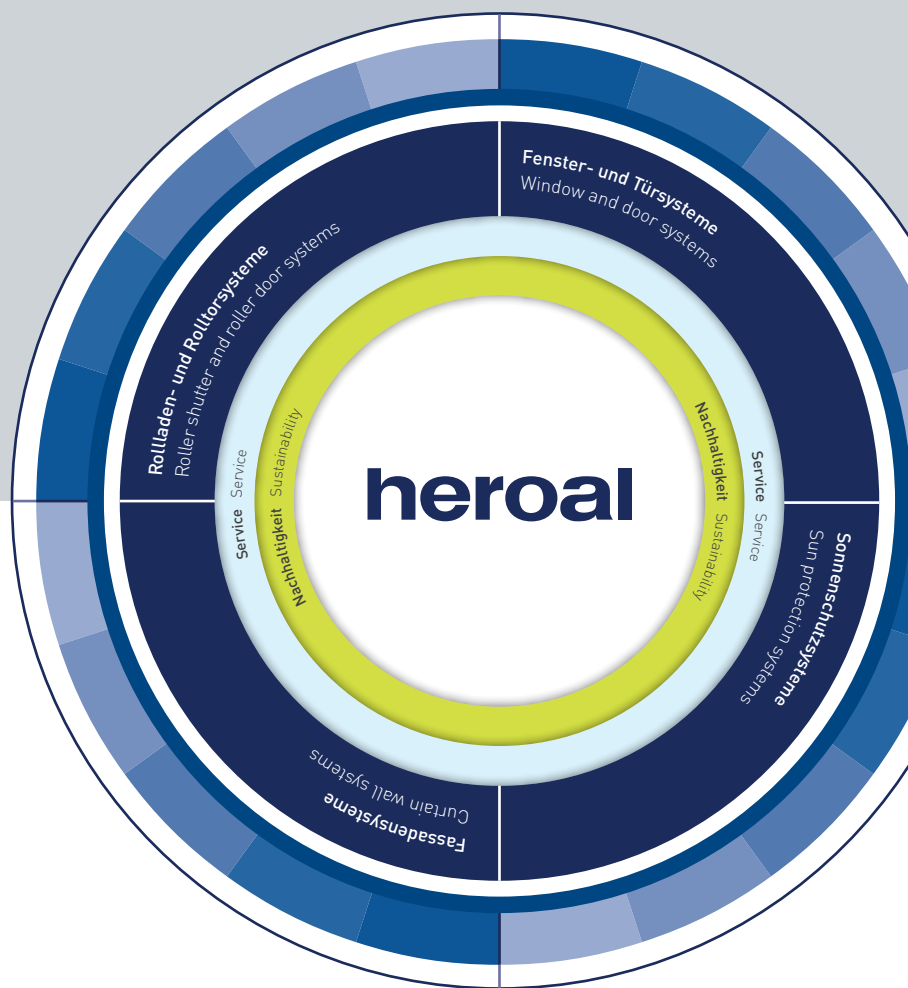 Fenster- und Türsysteme
Window and door systems
Rollladen- und Rolltorsysteme
Roller shutter and roller door systems
Service Service
Nachhaltigkeit Sustainability
heroal
Nachhaltigkeit Sustainability
Service Service
Sonnenschutzsysteme
Sun protection systems
Curtain wall systems
Fassadensysteme